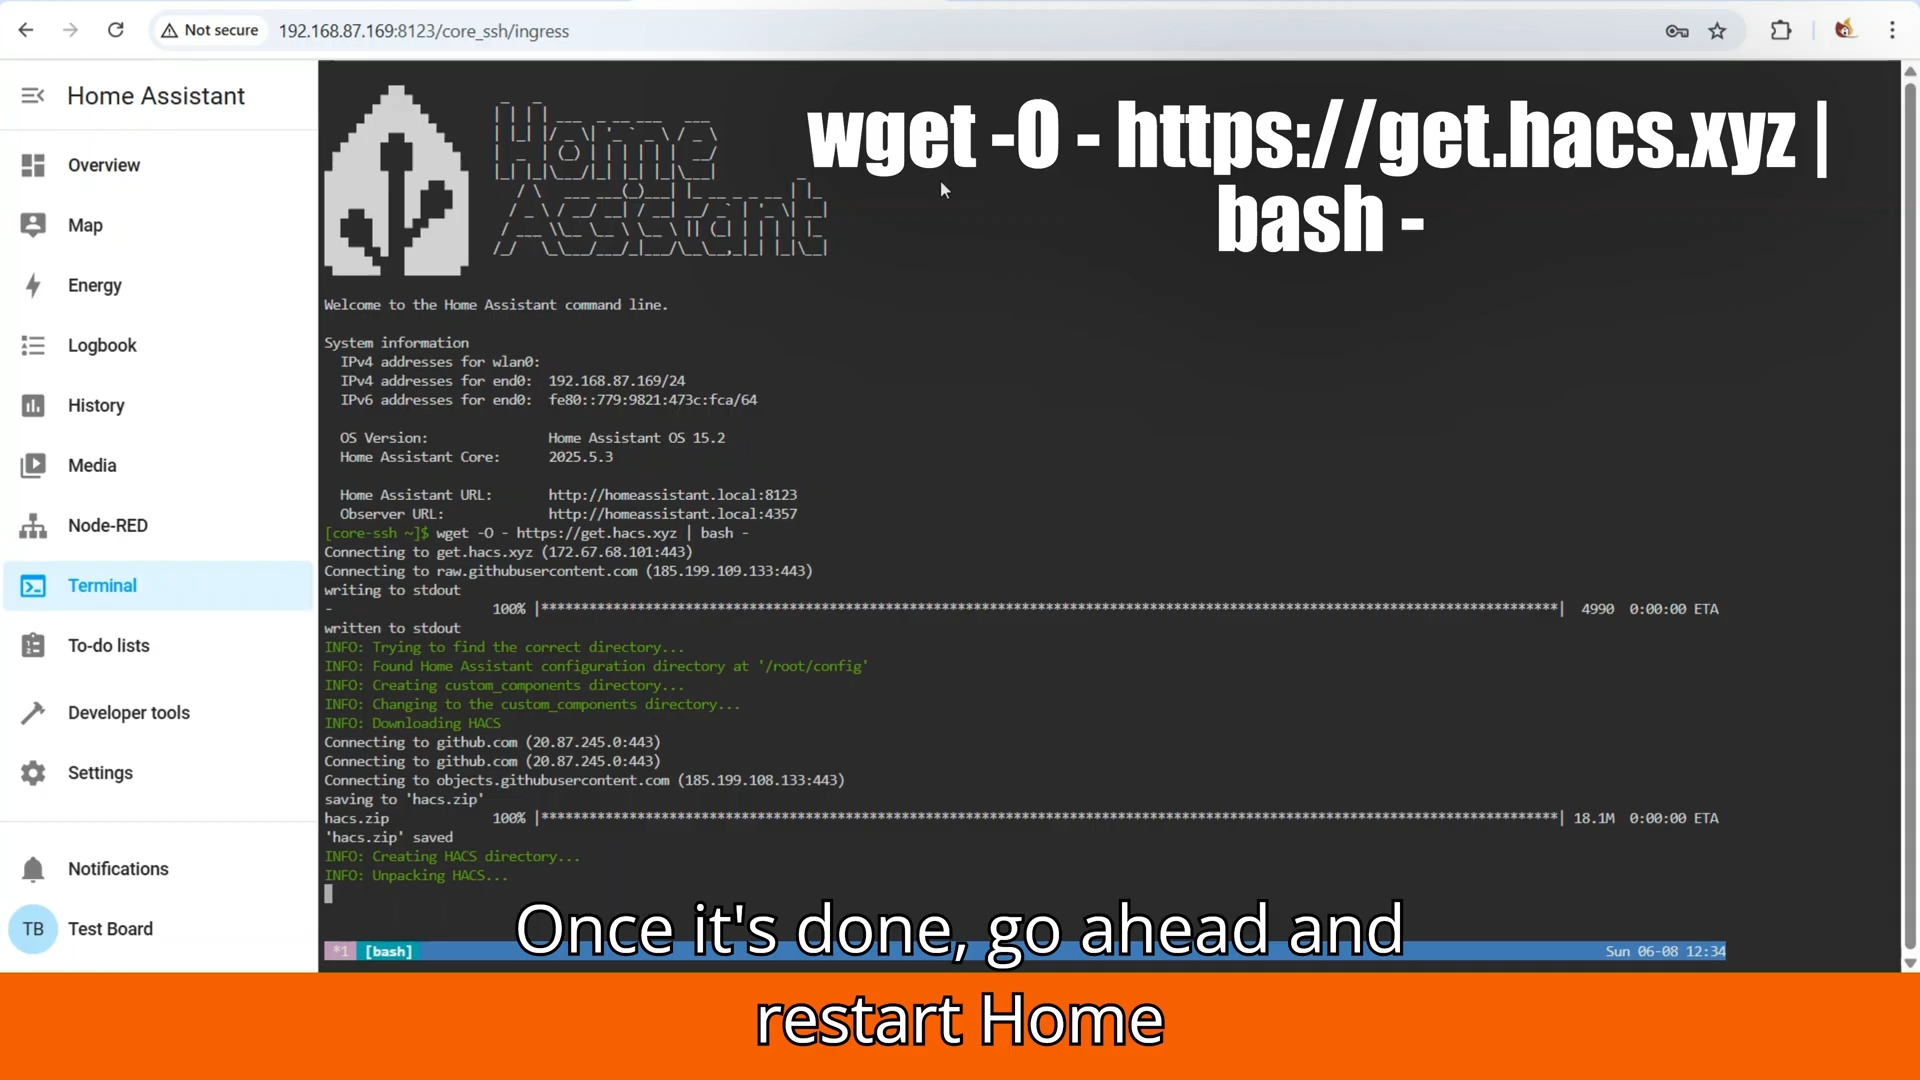 Not secure
192.168.87.169:8123/core_ssh/ingress
Home Assistant
Overview
Map
Energy
Logbook
History
Media
Node-RED
Terminal
To-do lists
Developer tools
Settings
Notifications
TB
Test Board
Home
Assistant
wget -O - https://get.hacs.xyz |
bash -
Welcome to the Home Assistant command line.
System information
IPv4 addresses for wlan0:
IPv4 addresses for end0: 192.168.87.169/24
IPv6 addresses for end0: fe80::779:9821:473c:fca/64
OS Version: Home Assistant OS 15.2
Home Assistant Core: 2025.5.3
Home Assistant URL: http://homeassistant.local:8123
Observer URL: http://homeassistant.local:4357
[core-ssh ~]$ wget -O - https://get.hacs.xyz | bash -
Connecting to get.hacs.xyz (172.67.68.101:443)
Connecting to raw.githubusercontent.com (185.199.109.133:443)
writing to stdout
- 100% |*******************************************************************************************************************************| 4990 0:00:00 ETA
written to stdout
INFO: Trying to find the correct directory...
INFO: Found Home Assistant configuration directory at '/root/config'
INFO: Creating custom_components directory...
INFO: Changing to the custom_components directory...
INFO: Downloading HACS
Connecting to github.com (20.87.245.0:443)
Connecting to github.com (20.87.245.0:443)
Connecting to objects.githubusercontent.com (185.199.108.133:443)
saving to 'hacs.zip'
hacs.zip 100% |*******************************************************************************************************************************| 18.1M 0:00:00 ETA
'hacs.zip' saved
INFO: Creating HACS directory...
INFO: Unpacking HACS...
*1 [bash] Sun 06-08 12:34
Once it's done, go ahead and
restart Home